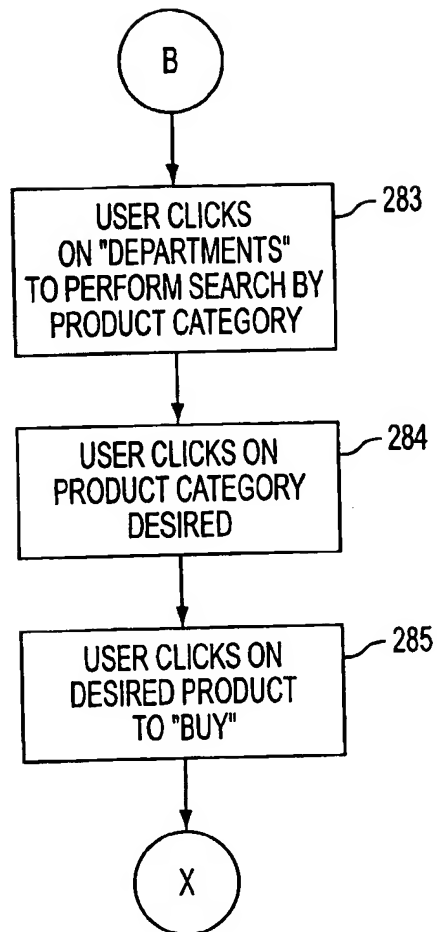 B
USER CLICKS
ON "DEPARTMENTS"
TO PERFORM SEARCH BY
PRODUCT CATEGORY
283
USER CLICKS ON
PRODUCT CATEGORY
DESIRED
284
USER CLICKS ON
DESIRED PRODUCT
TO "BUY"
285
X